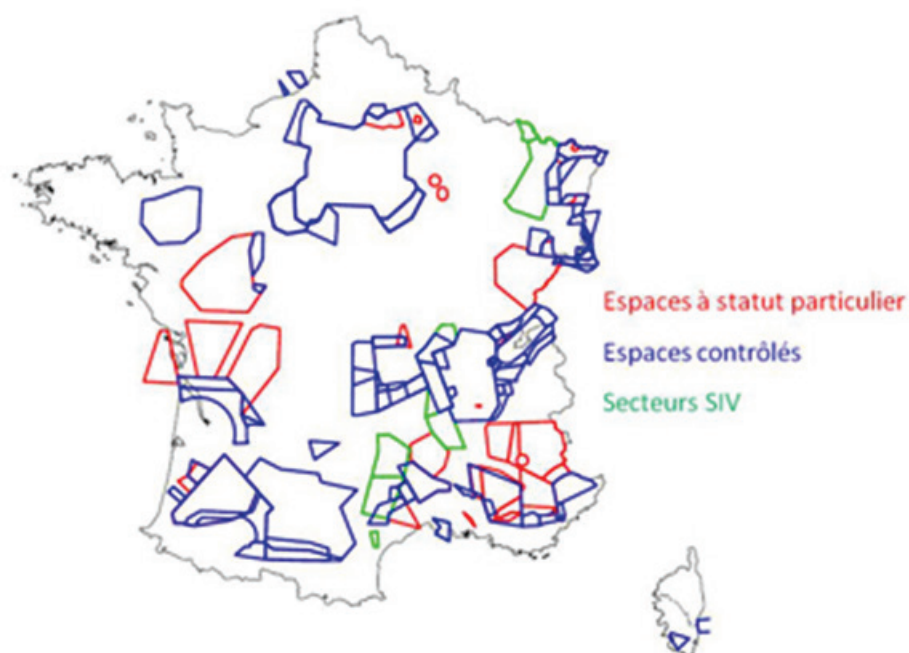 Espaces à statut particulier
Espaces contrôlés
Secteurs SIV